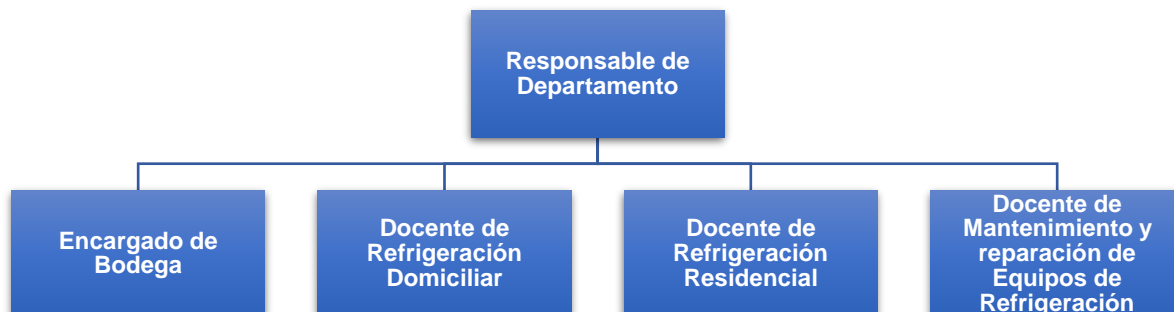 Responsable de
Departamento
Encargado de
Bodega
Docente de
Refrigeración
Domiciliar
Docente de
Refrigeración
Residencial
Docente de
Mantenimiento y
reparación de
Equipos de
Refrigeración